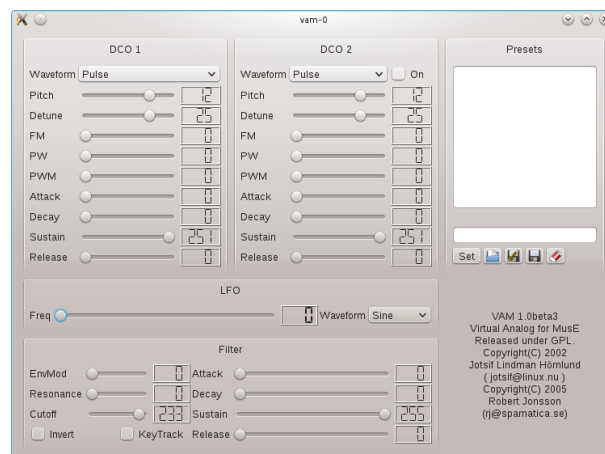 vam-0
DCO 1
Waveform Pulse
Pitch 12
Detune 25
FM 0
PW 0
PWM 0
Attack 0
Decay 0
Sustain 251
Release 0
DCO 2
Waveform Pulse On
Pitch 12
Detune 25
FM 0
PW 0
PWM 0
Attack 0
Decay 0
Sustain 251
Release 0
Presets
Set
LFO
Freq 0 Waveform Sine
Filter
EnvMod 0 Attack 0
Resonance 0 Decay 0
Cutoff 233 Sustain 255
Invert KeyTrack Release 0
VAM 1.0beta3
Virtual Analog for MusE
Released under GPL.
Copyright(C) 2002
Jotsif Lindman Hörnlund
( jotsif@linux.nu )
Copyright(C) 2005
Robert Jonsson
(rj@spamatica.se)